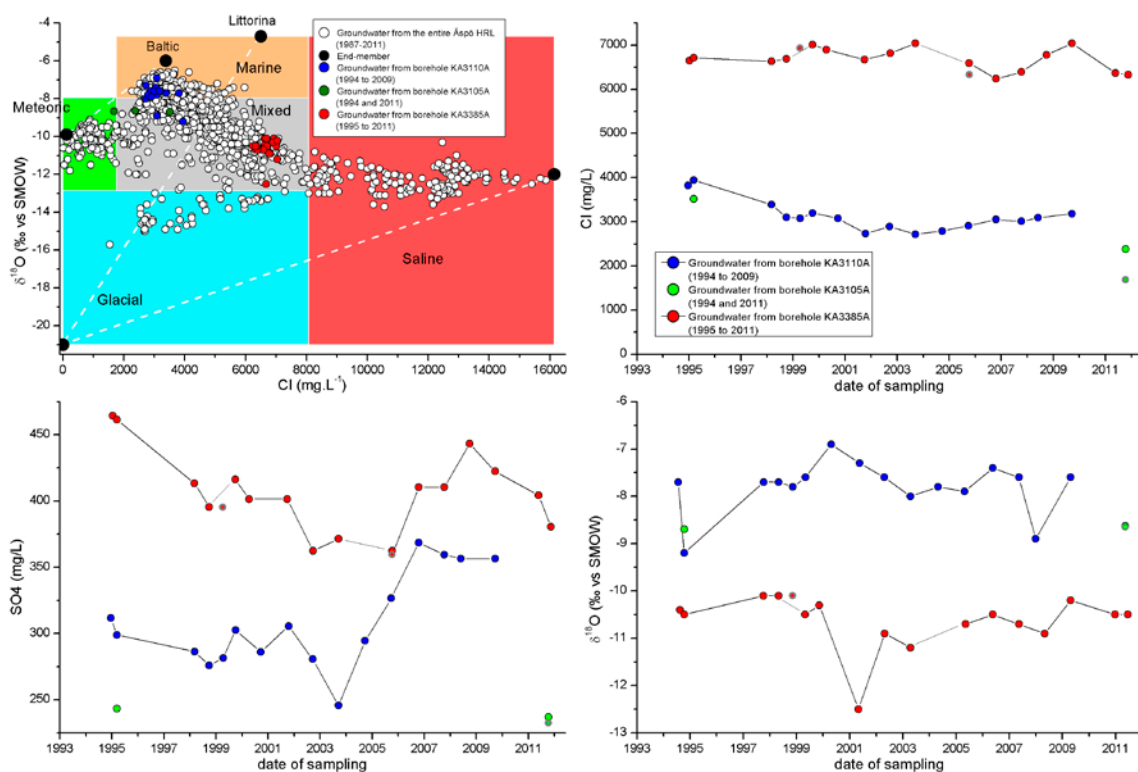 Littorina
Baltic
Marine
Meteoric
Mixed
Saline
Glacial
Groundwater from the entire Äspö HRL
(1987-2011)
End-member
Groundwater from borehole KA3110A
(1994 to 2009)
Groundwater from borehole KA3105A
(1994 and 2011)
Groundwater from borehole KA3385A
(1995 to 2011)
-4
-6
-8
-10
-12
-14
-16
-18
-20
-22
δ¹⁸O (‰ vs SMOW)
0 2000 4000 6000 8000 10000 12000 14000 16000
Cl (mg.L⁻¹)
7000
6000
5000
4000
3000
2000
1000
0
Cl (mg/L)
Groundwater from borehole KA3110A
(1994 to 2009)
Groundwater from borehole KA3105A
(1994 and 2011)
Groundwater from borehole KA3385A
(1995 to 2011)
1993 1995 1997 1999 2001 2003 2005 2007 2009 2011
date of sampling
450
400
350
300
250
SO4 (mg/L)
1993 1995 1997 1999 2001 2003 2005 2007 2009 2011
date of sampling
-6
-7
-8
-9
-10
-11
-12
-13
δ¹⁸O (‰ vs SMOW)
1993 1995 1997 1999 2001 2003 2005 2007 2009 2011
date of sampling